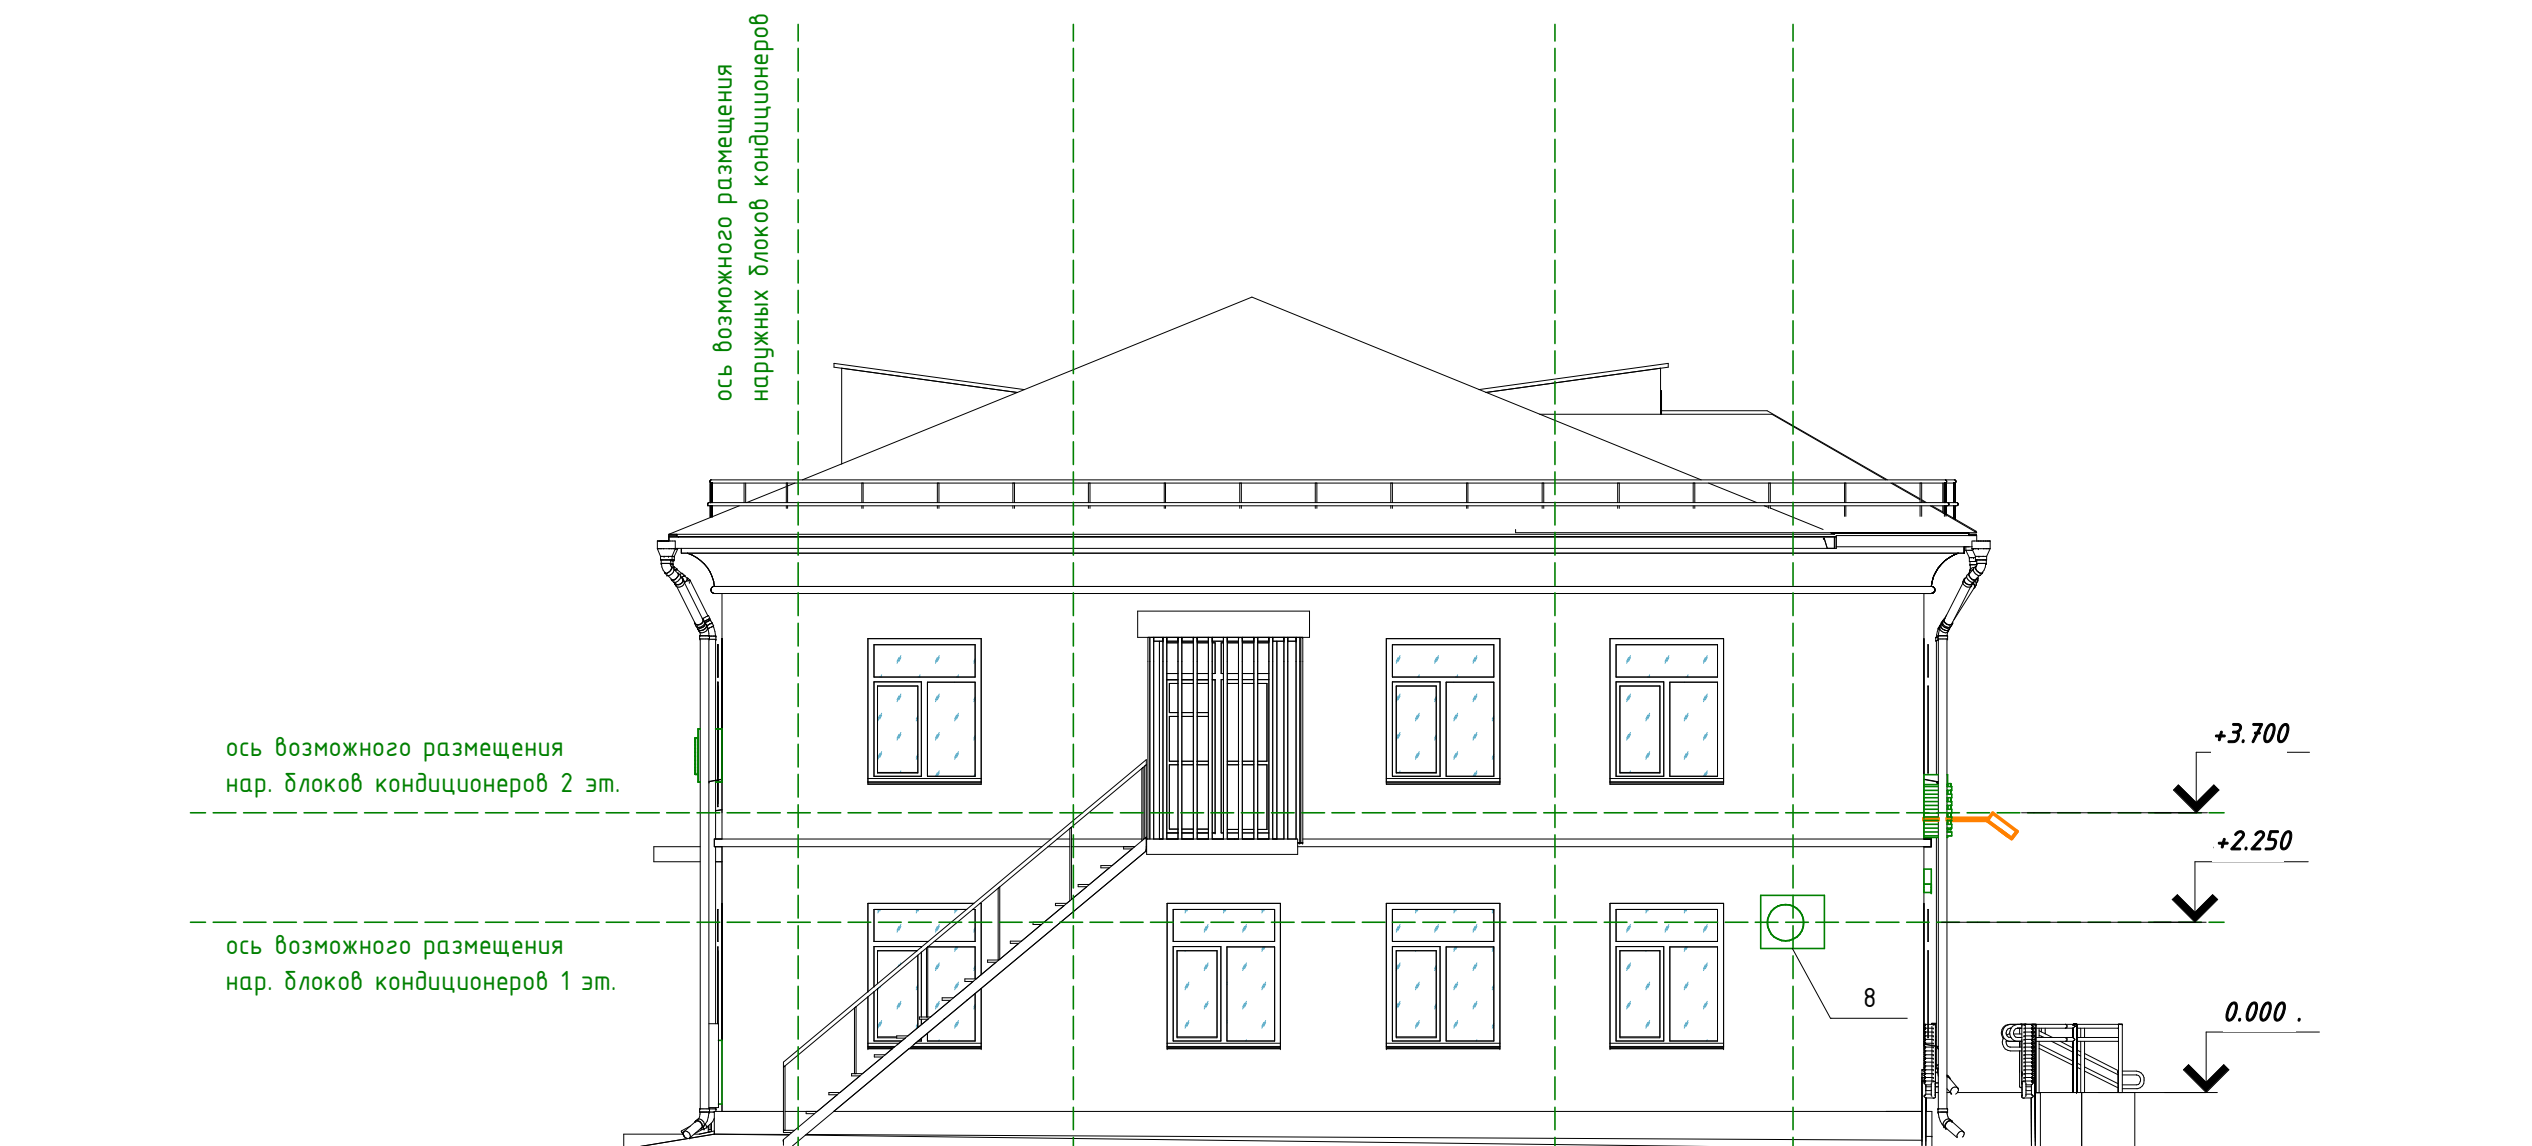 ось возможного размещения
наружных блоков кондиционеров
ось возможного размещения
нар. блоков кондиционеров 2 эт.
+3.700
+2.250
ось возможного размещения
нар. блоков кондиционеров 1 эт.
8
0.000 .